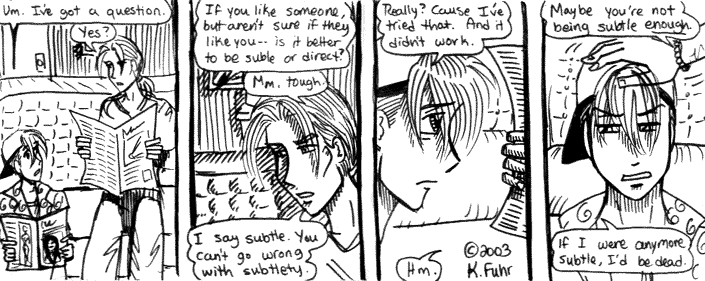 Um. I've got a question.
Yes?
If you like someone,
but aren't sure if they
like you-- is it better
to be suble or direct?
Mm. tough.
I say subtle. You
can't go wrong
with subtlety.
Really? Cause I've
tried that. And it
didn't work.
Hm.
©2003
K.Fuhr
Maybe you're not
being subtle enough.
If I were anymore
subtle, I'd be dead.